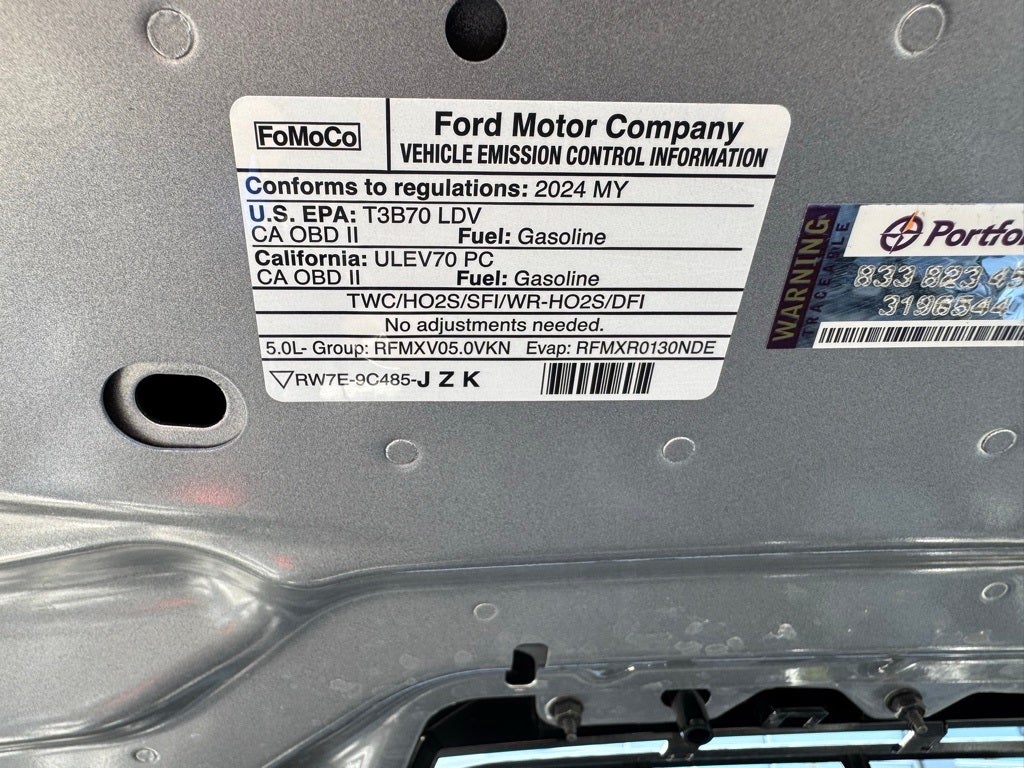 FoMoCo
Ford Motor Company
VEHICLE EMISSION CONTROL INFORMATION
Conforms to regulations: 2024 MY
U.S. EPA: T3B70 LDV
CA OBD II Fuel: Gasoline
California: ULEV70 PC
CA OBD II Fuel: Gasoline
TWC/HO2S/SFI/WR-HO2S/DFI
No adjustments needed.
5.0L- Group: RFMXV05.0VKN Evap: RFMXR0130NDE
RW7E-9C485-J Z K
WARNING
TRACEABLE
Portfo
833 823 45
3196544